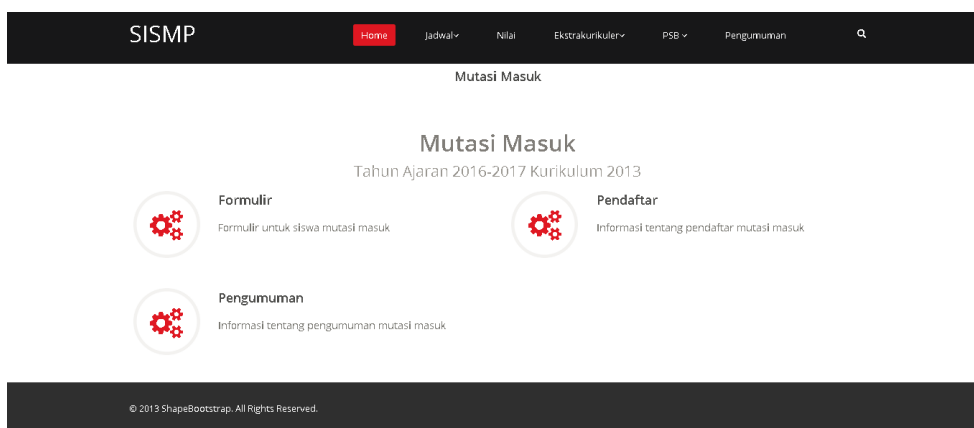 SISMP
Home Jadwal Nilai Ekstrakurikuler PSB Pengumuman
Mutasi Masuk
Mutasi Masuk
Tahun Ajaran 2016-2017 Kurikulum 2013
Formulir
Formulir untuk siswa mutasi masuk
Pendaftar
Informasi tentang pendaftar mutasi masuk
Pengumuman
Informasi tentang pengumuman mutasi masuk
© 2013 ShapeBootstrap. All Rights Reserved.